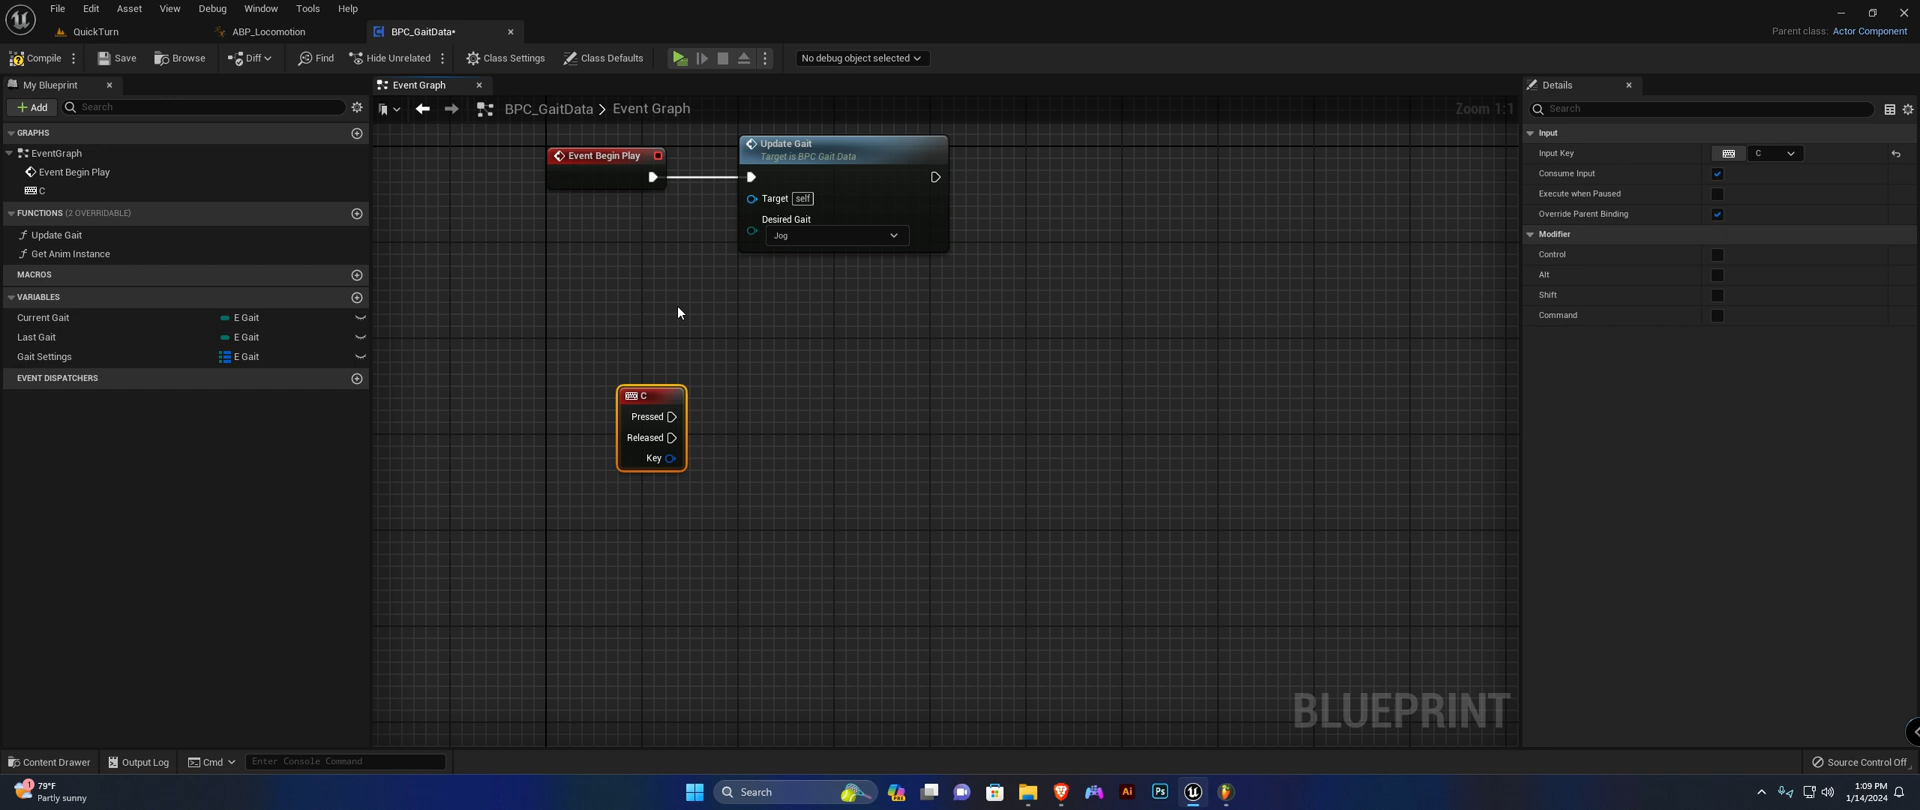 File Edit Asset View Window Debug Tools Help
QuickTurn
ABP_Locomotion
BPC_GaitData*
Parent class: Actor Component
Compile
Save
Browse
Diff
Find
Hide Unrelated
Class Settings
Class Defaults
No debug object selected
My Blueprint
Add
Search
GRAPHS
EventGraph
Event Begin Play
C
FUNCTIONS (2 OVERRIDABLE)
Update Gait
Get Anim Instance
MACROS
VARIABLES
Current Gait
E Gait
Last Gait
E Gait
Gait Settings
E Gait
EVENT DISPATCHERS
Event Graph
BPC_GaitData > Event Graph
Zoom 1:1
Event Begin Play
Update Gait
Target is BPC Gait Data
Target self
Desired Gait
Jog
C
Pressed
Released
Key
BLUEPRINT
Details
Search
Input
Input Key
C
Consume Input
Execute when Paused
Override Parent Binding
Modifier
Control
Alt
Shift
Command
Content Drawer
Output Log
Cmd
Enter Console Command
Source Control Off
1
79°F
Partly sunny
Search
Ai
Ps
1:09 PM
1/14/2024